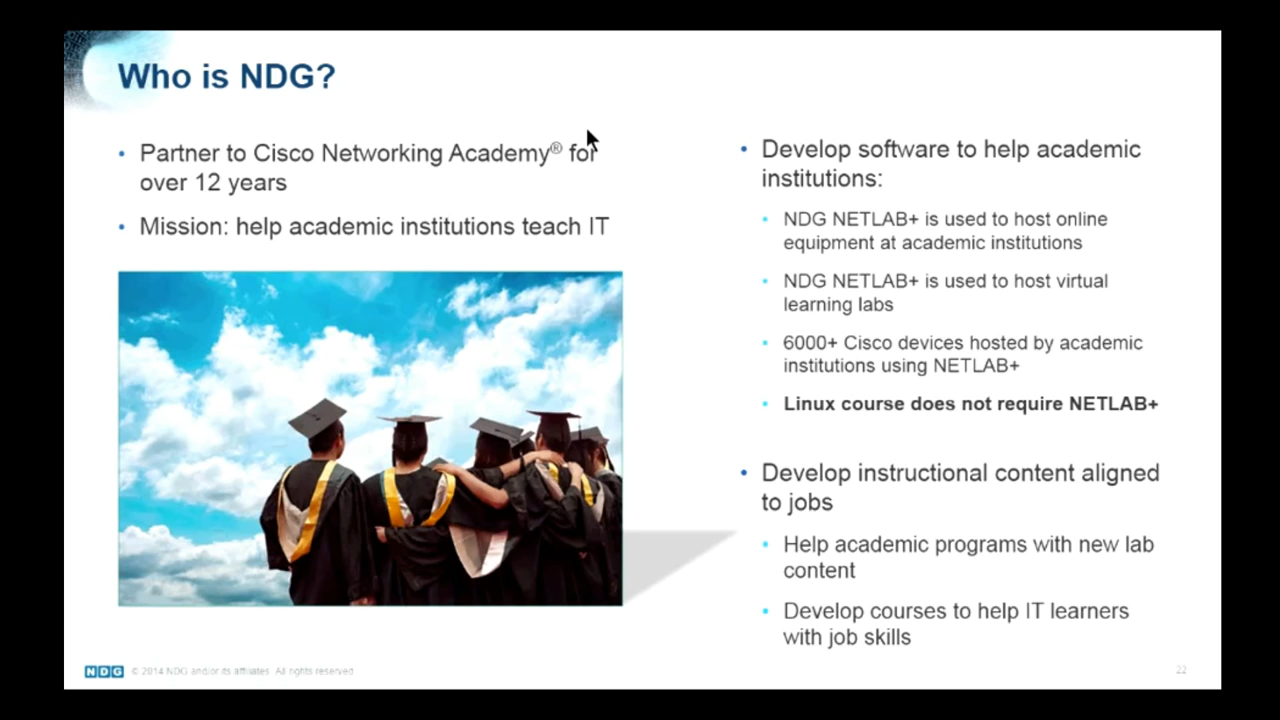 Who is NDG?
• Partner to Cisco Networking Academy® for
over 12 years
• Mission: help academic institutions teach IT
• Develop software to help academic
institutions:
▪ NDG NETLAB+ is used to host online
equipment at academic institutions
▪ NDG NETLAB+ is used to host virtual
learning labs
▪ 6000+ Cisco devices hosted by academic
institutions using NETLAB+
▪ Linux course does not require NETLAB+
• Develop instructional content aligned
to jobs
▪ Help academic programs with new lab
content
▪ Develop courses to help IT learners
with job skills
NDG © 2014 NDG and/or its affiliates. All rights reserved
22